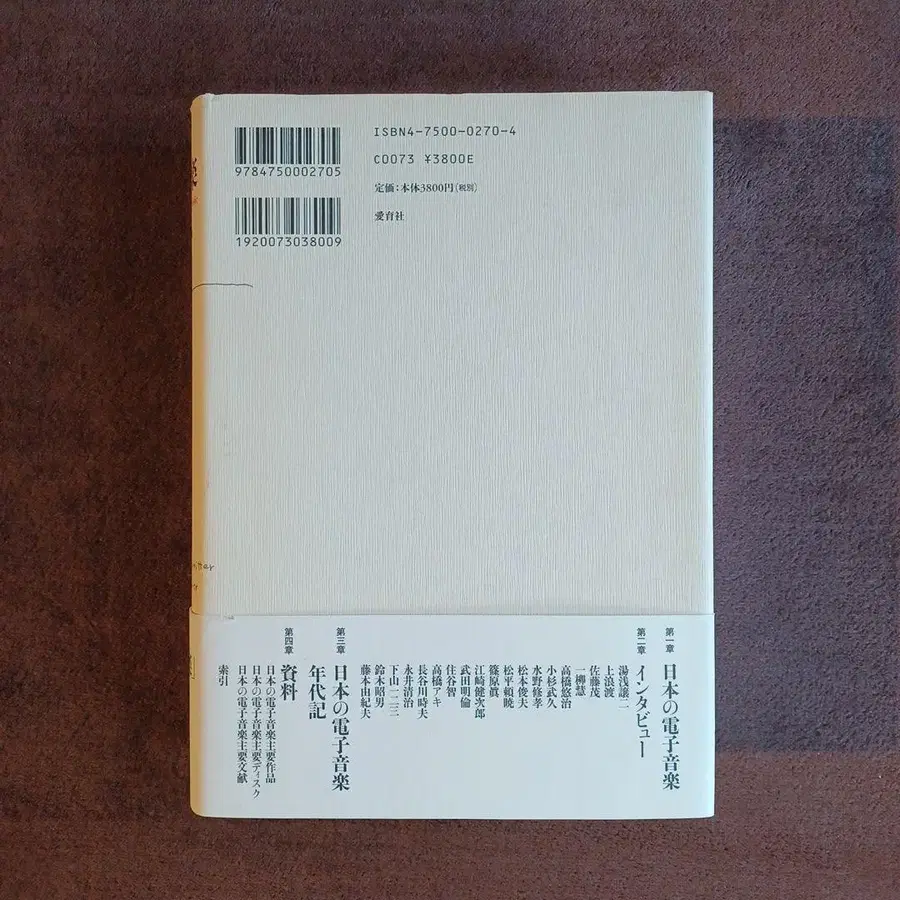 9784750002705
1920073038009
ISBN4-7500-0270-4
C0073 ¥3800E
定価:本体3800円(税別)
愛育社
第一章 日本の電子音楽
第二章 インタビュー
湯浅譲二
上浪渡
佐藤茂
一柳慧
高橋悠治
小杉武久
水野修孝
松本俊夫
松平頼暁
篠原眞
江崎健次郎
武田明倫
住谷智
高橋アキ
長谷川時夫
永井清治
下山一二三
鈴木昭男
藤本由紀夫
第三章 日本の電子音楽
年代記
第四章 資料
日本の電子音楽主要作品
日本の電子音楽主要ディスク
日本の電子音楽主要文献
索引